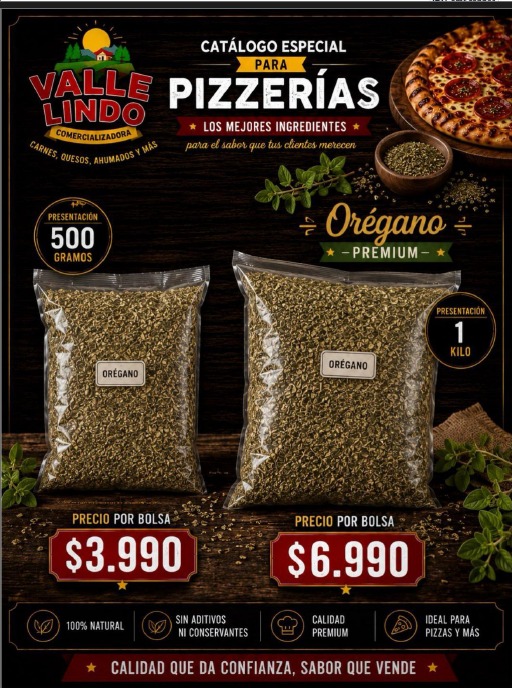 VALLE
LINDO
COMERCIALIZADORA
CARNES, QUESOS, AHUMADOS Y MÁS
CATÁLOGO ESPECIAL
PARA
PIZZERÍAS
LOS MEJORES INGREDIENTES
para el sabor que tus clientes merecen
Orégano
PREMIUM
PRESENTACIÓN
500
GRAMOS
PRESENTACIÓN
1
KILO
ORÉGANO
ORÉGANO
PRECIO POR BOLSA
$3.990
PRECIO POR BOLSA
$6.990
100% NATURAL
SIN ADITIVOS
NI CONSERVANTES
CALIDAD
PREMIUM
IDEAL PARA
PIZZAS Y MÁS
CALIDAD QUE DA CONFIANZA, SABOR QUE VENDE